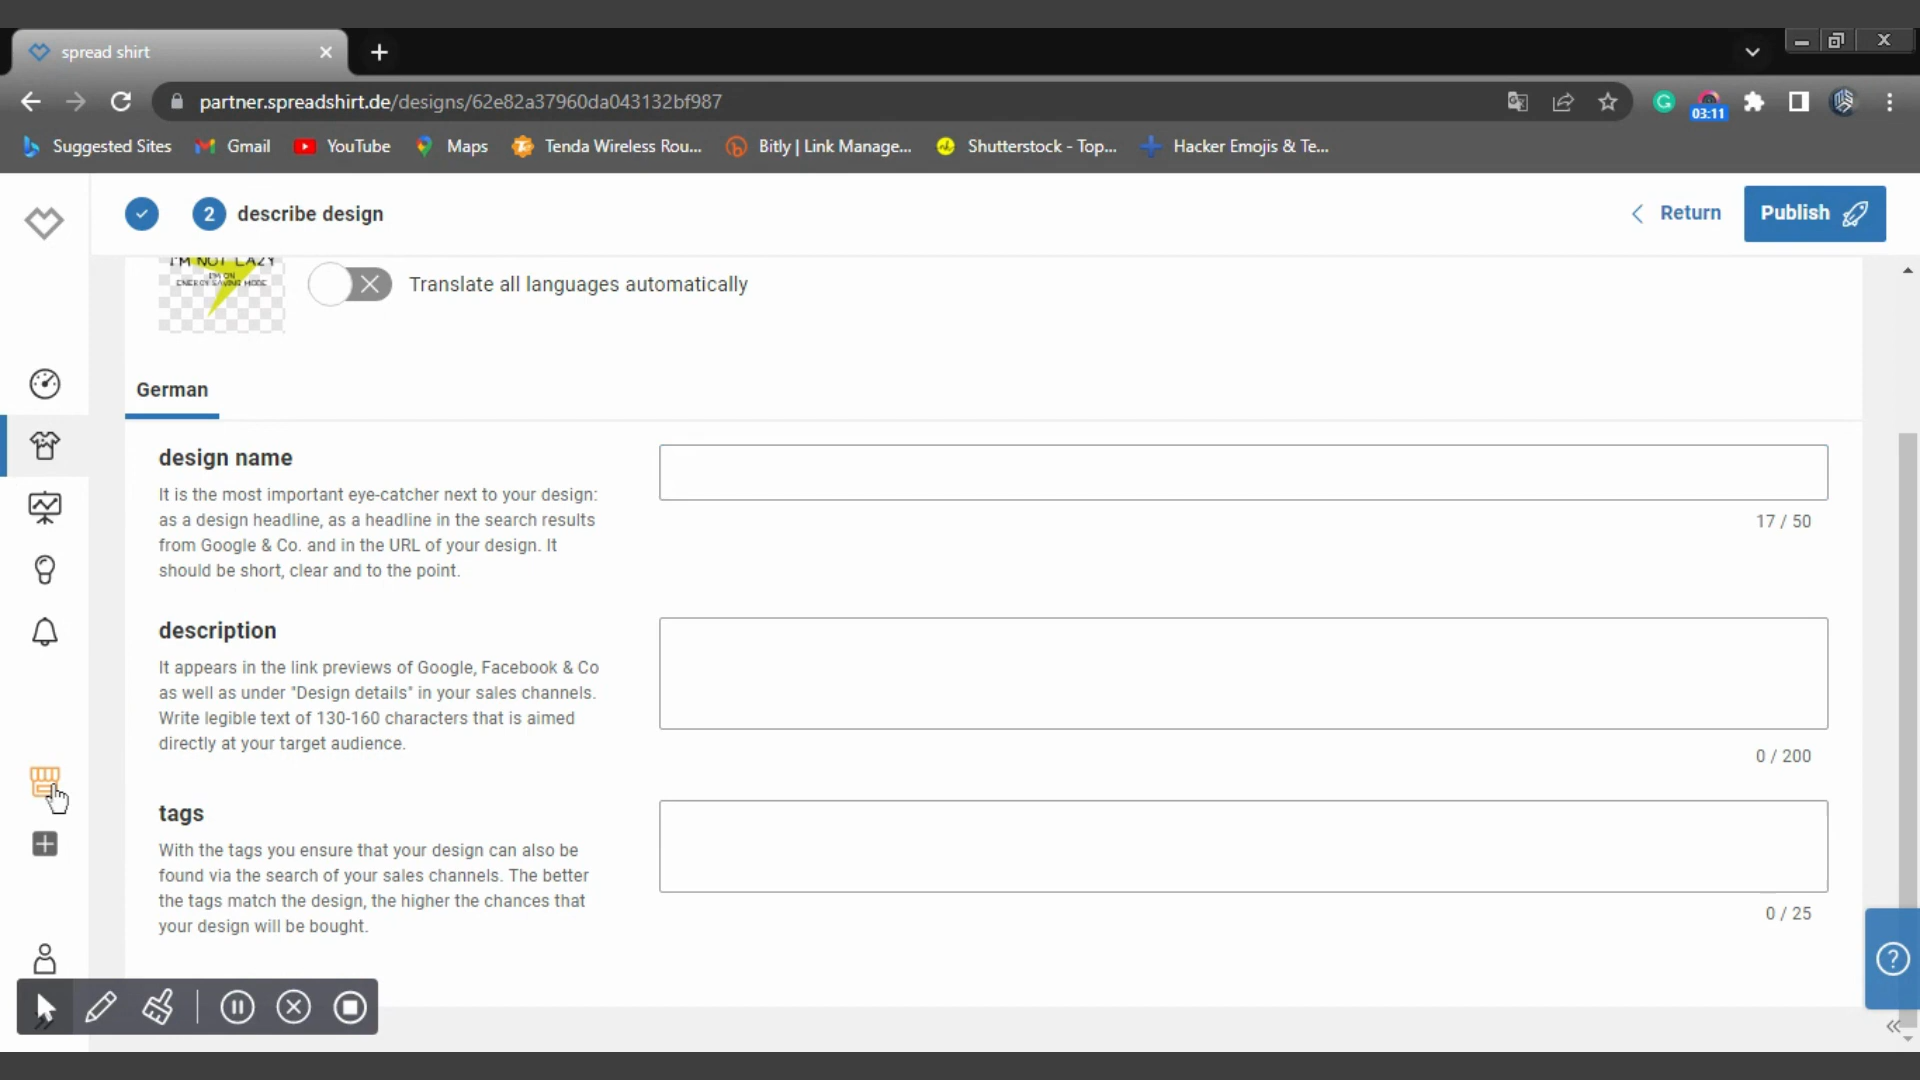 spread shirt
partner.spreadshirt.de/designs/62e82a37960da043132bf987
03:11
Suggested Sites
Gmail
YouTube
Maps
Tenda Wireless Rou...
Bitly | Link Manage...
Shutterstock - Top...
Hacker Emojis & Te...
2 describe design
Return
Publish
I'M NOT LAZY
I'M ON
ENERGY SAVING MODE
Translate all languages automatically
German
design name
It is the most important eye-catcher next to your design:
as a design headline, as a headline in the search results
from Google & Co. and in the URL of your design. It
should be short, clear and to the point.
17 / 50
description
It appears in the link previews of Google, Facebook & Co
as well as under "Design details" in your sales channels.
Write legible text of 130-160 characters that is aimed
directly at your target audience.
0 / 200
tags
With the tags you ensure that your design can also be
found via the search of your sales channels. The better
the tags match the design, the higher the chances that
your design will be bought.
0 / 25